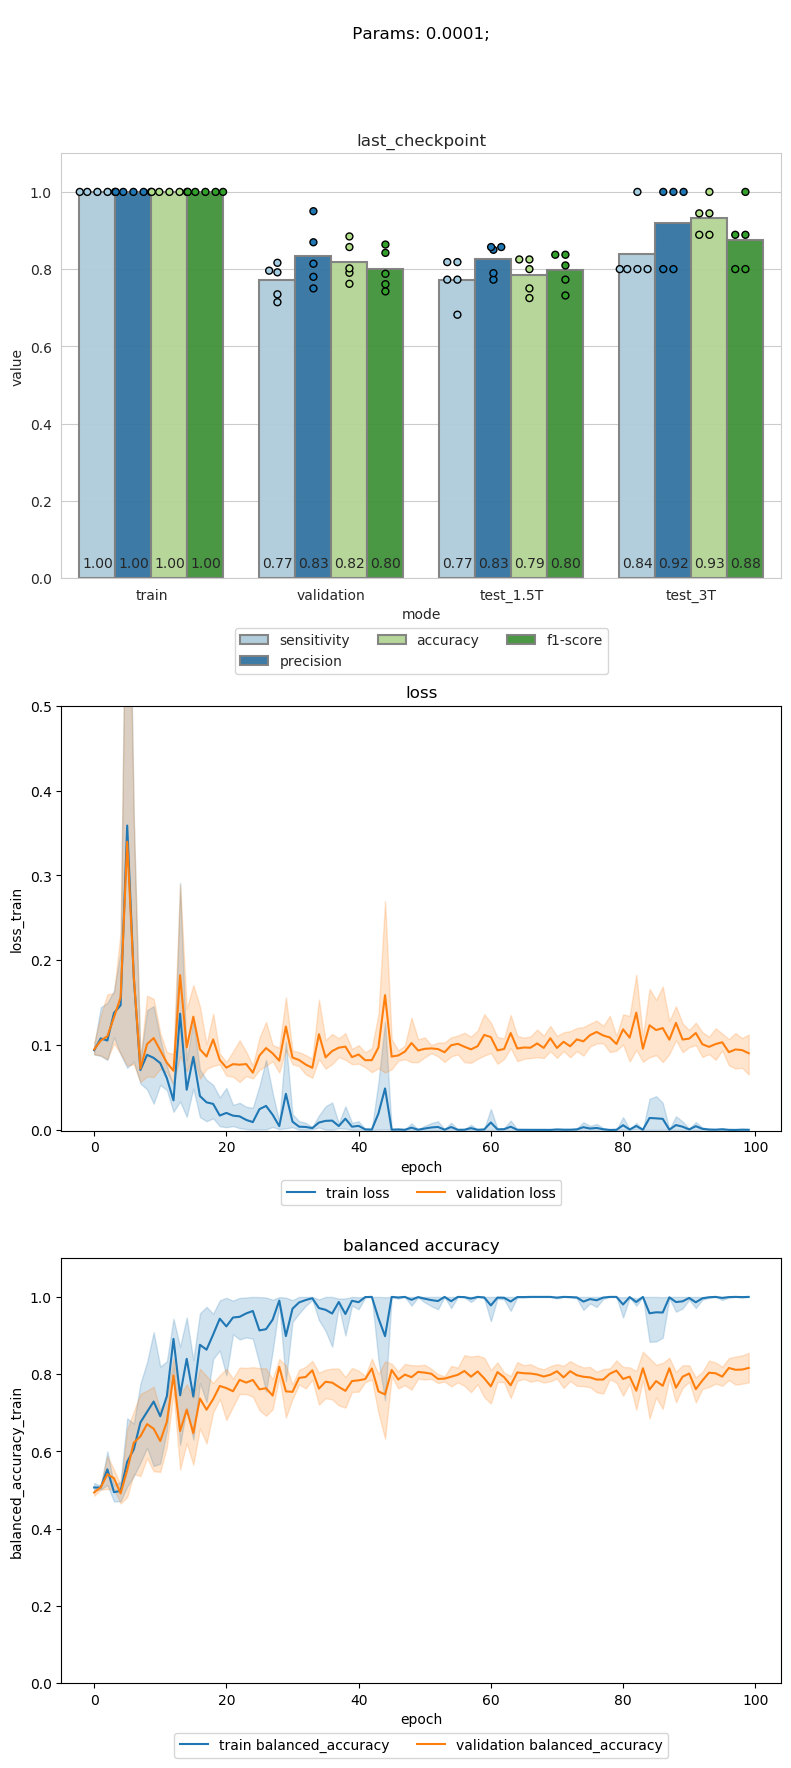 Params: 0.0001;
last_checkpoint
1.0
0.8
0.6
0.4
0.2
0.0
value
1.00 1.00 1.00 1.00 0.77 0.83 0.82 0.80 0.77 0.83 0.79 0.80 0.84 0.92 0.93 0.88
train validation test_1.5T test_3T
mode
sensitivity accuracy f1-score
precision
loss
0.5
0.4
0.3
0.2
0.1
0.0
loss_train
0 20 40 60 80 100
epoch
train loss validation loss
balanced accuracy
1.0
0.8
0.6
0.4
0.2
0.0
balanced_accuracy_train
0 20 40 60 80 100
epoch
train balanced_accuracy validation balanced_accuracy